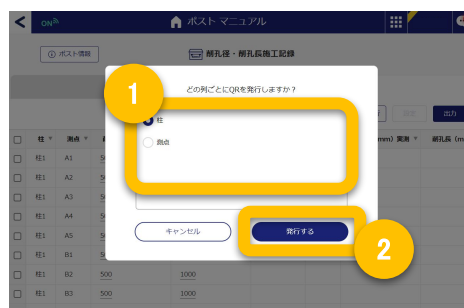 ON
ポスト マニュアル
ポスト情報
削孔径・削孔長施工記録
1
どの列ごとにQRを発行しますか？
柱
測点
出力
柱 測点
mm) 実測
削孔長（m
柱1 A1
柱1 A2
柱1 A3
柱1 A4
柱1 A5
柱1 B1
キャンセル
発行する
2
柱1 B2 500 1000
柱1 B3 500 1000